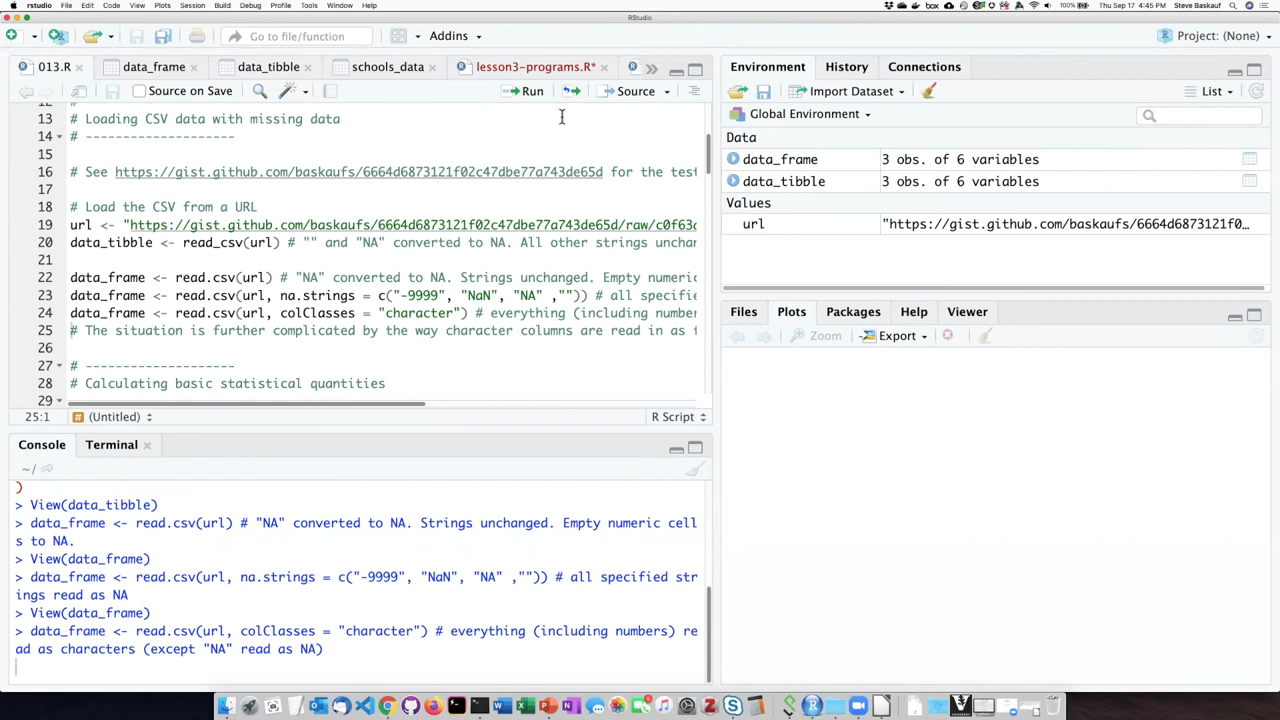 rstudio File Edit Code View Plots Session Build Debug Profile Tools Window Help box 100% Thu Sep 17 4:45 PM Steve Baskauf
RStudio
Go to file/function Addins Project: (None)
013.R data_frame data_tibble schools_data lesson3-programs.R*
Source on Save Run Source
12 #
13 # Loading CSV data with missing data
14 # --------------------
15
16 # See https://gist.github.com/baskaufs/6664d6873121f02c47dbe77a743de65d for the test
17
18 # Load the CSV from a URL
19 url <- "https://gist.github.com/baskaufs/6664d6873121f02c47dbe77a743de65d/raw/c0f63c
20 data_tibble <- read_csv(url) # "" and "NA" converted to NA. All other strings unchar
21
22 data_frame <- read.csv(url) # "NA" converted to NA. Strings unchanged. Empty numeric
23 data_frame <- read.csv(url, na.strings = c("-9999", "NaN", "NA" ,"")) # all specifie
24 data_frame <- read.csv(url, colClasses = "character") # everything (including number
25 # The situation is further complicated by the way character columns are read in as f
26
27 # --------------------
28 # Calculating basic statistical quantities
29
25:1 (Untitled) R Script
Console Terminal
~/
)
> View(data_tibble)
> data_frame <- read.csv(url) # "NA" converted to NA. Strings unchanged. Empty numeric cell
s to NA.
> View(data_frame)
> data_frame <- read.csv(url, na.strings = c("-9999", "NaN", "NA" ,"")) # all specified str
ings read as NA
> View(data_frame)
> data_frame <- read.csv(url, colClasses = "character") # everything (including numbers) re
ad as characters (except "NA" read as NA)
Environment History Connections
Import Dataset List
Global Environment
Data
data_frame 3 obs. of 6 variables
data_tibble 3 obs. of 6 variables
Values
url "https://gist.github.com/baskaufs/6664d6873121f0…
Files Plots Packages Help Viewer
Zoom Export